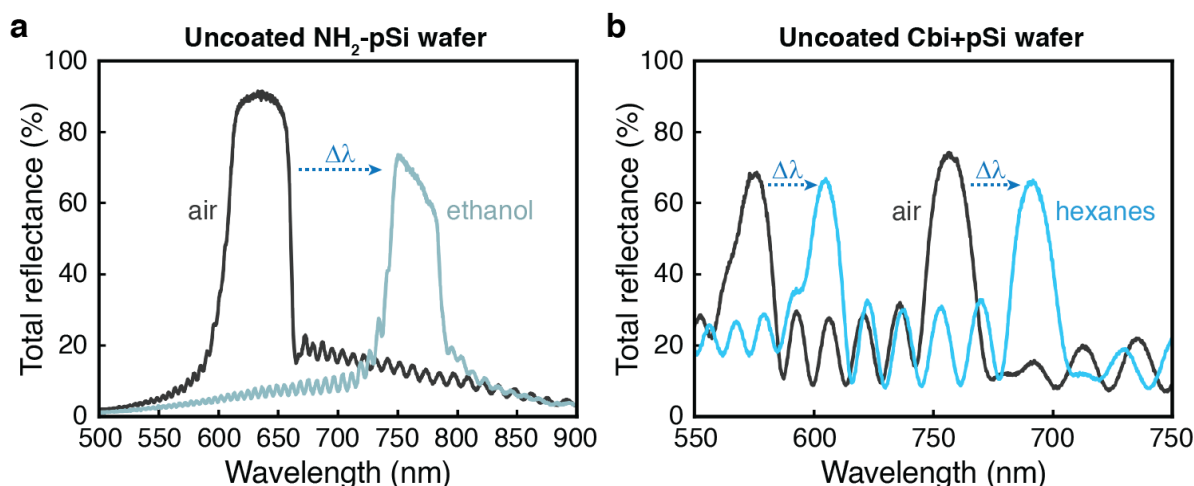 a
Uncoated NH₂-pSi wafer
Total reflectance (%)
100
80
60
40
20
0
Δλ
air
ethanol
500 550 600 650 700 750 800 850 900
Wavelength (nm)
b
Uncoated Cbi+pSi wafer
Total reflectance (%)
100
80
60
40
20
0
Δλ
Δλ
air
hexanes
550 600 750 700 750
Wavelength (nm)